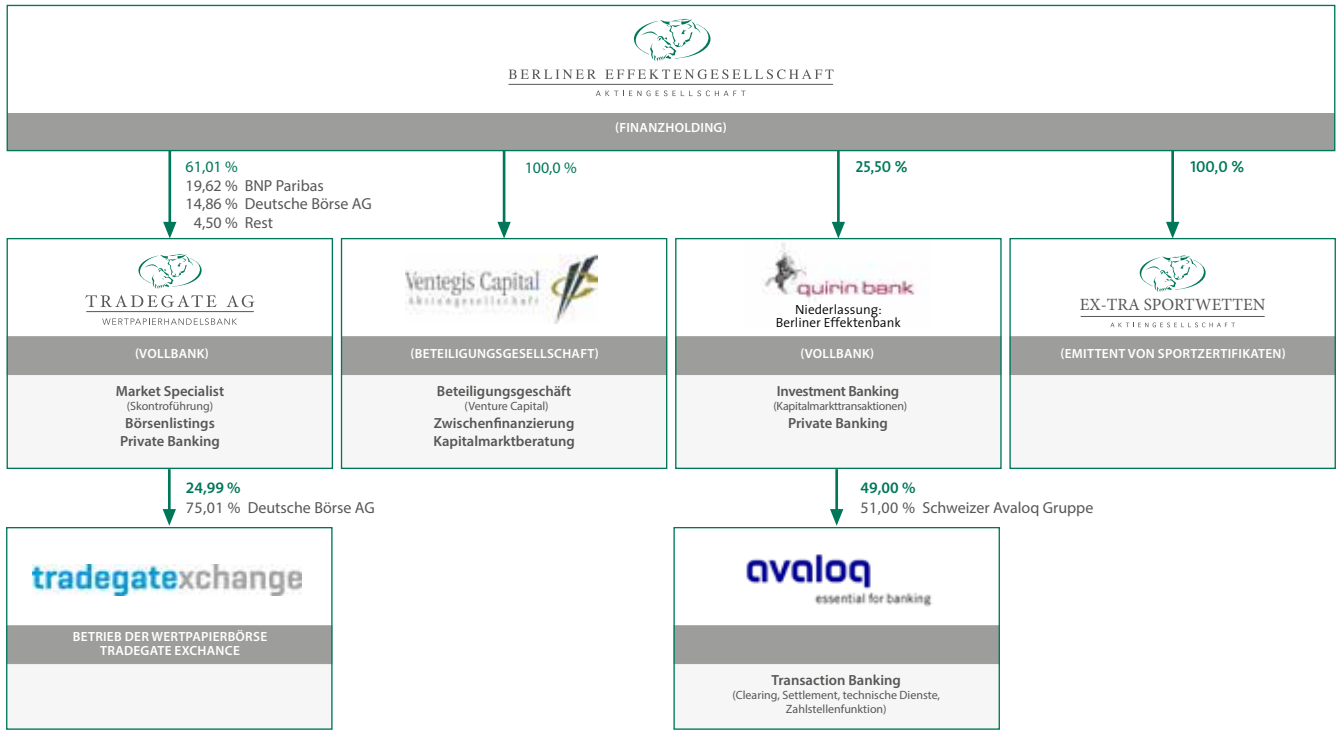 BERLINER EFFEKTENGESELLSCHAFT
AKTIENGESELLSCHAFT
(FINANZHOLDING)
61,01 %
19,62 % BNP Paribas
14,86 % Deutsche Börse AG
4,50 % Rest
100,0 %
25,50 %
100,0 %
TRADEGATE AG
WERTPAPIERHANDELSBANK
(VOLLBANK)
Market Specialist
(Skontroführung)
Börsenlistings
Private Banking
Ventegis Capital
Aktiengesellschaft
(BETEILIGUNGSGESELLSCHAFT)
Beteiligungsgeschäft
(Venture Capital)
Zwischenfinanzierung
Kapitalmarktberatung
quirin bank
Niederlassung:
Berliner Effektenbank
(VOLLBANK)
Investment Banking
(Kapitalmarkttransaktionen)
Private Banking
EX-TRA SPORTWETTEN
AKTIENGESELLSCHAFT
(EMITTENT VON SPORTZERTIFIKATEN)
24,99 %
75,01 % Deutsche Börse AG
49,00 %
51,00 % Schweizer Avaloq Gruppe
tradegatexchange
BETRIEB DER WERTPAPIERBÖRSE
TRADEGATE EXCHANCE
avaloq
essential for banking
Transaction Banking
(Clearing, Settlement, technische Dienste,
Zahlstellenfunktion)